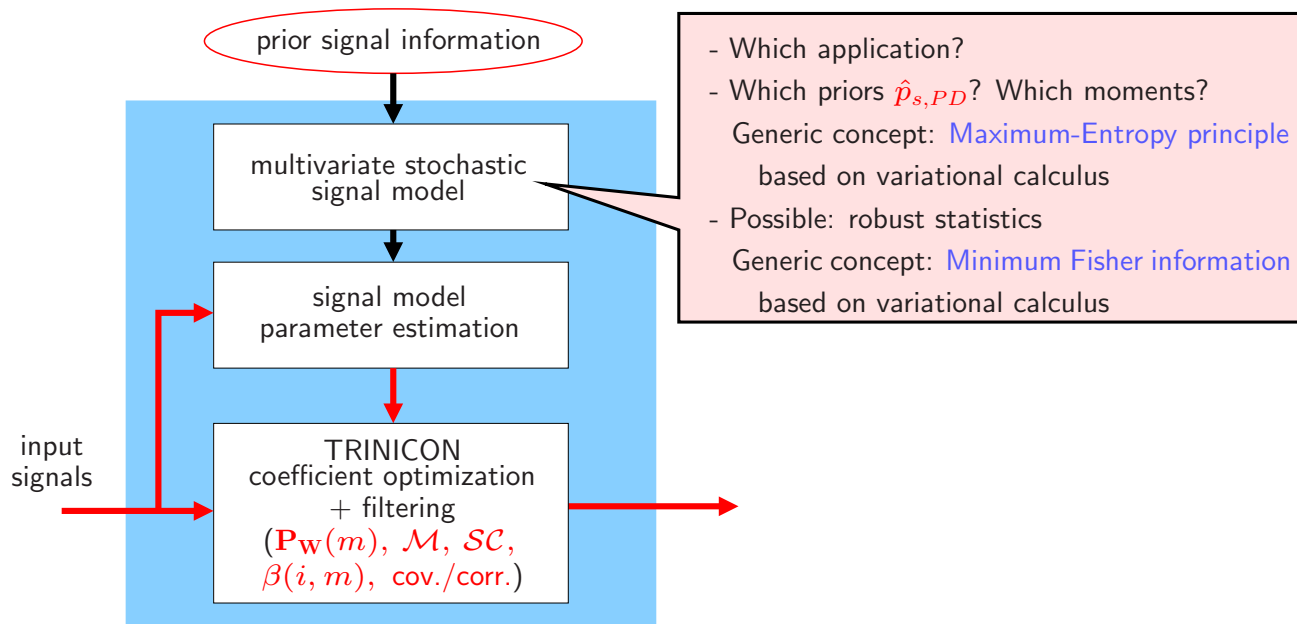 prior signal information
multivariate stochastic
signal model
signal model
parameter estimation
input
signals
TRINICON
coefficient optimization
+ filtering
(𝐏_𝐖(m), ℳ, 𝒮𝒞,
β(i, m), cov./corr.)
- Which application?
- Which priors p̂_{s,PD}? Which moments?
Generic concept: Maximum-Entropy principle
based on variational calculus
- Possible: robust statistics
Generic concept: Minimum Fisher information
based on variational calculus